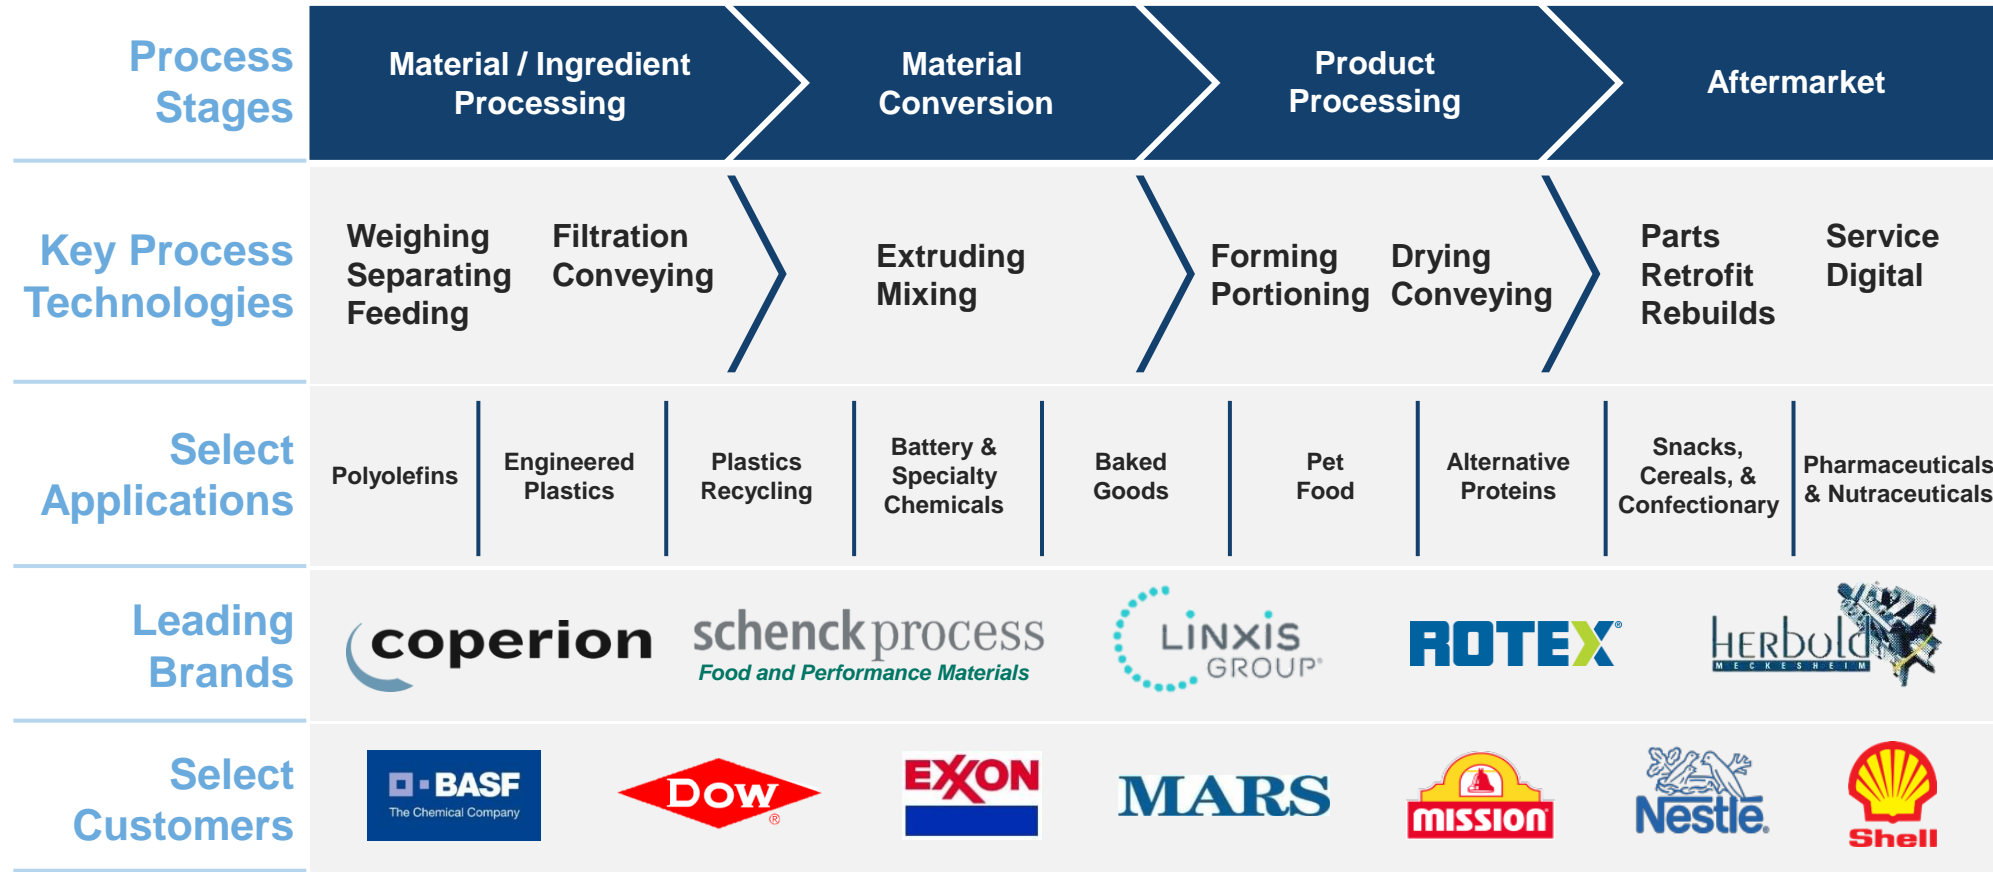 Process
Stages
Material / Ingredient
Processing
Material
Conversion
Product
Processing
Aftermarket
Key Process
Technologies
Weighing
Separating
Feeding
Filtration
Conveying
Extruding
Mixing
Forming
Portioning
Drying
Conveying
Parts
Retrofit
Rebuilds
Service
Digital
Select
Applications
Polyolefins
Engineered
Plastics
Plastics
Recycling
Battery &
Specialty
Chemicals
Baked
Goods
Pet
Food
Alternative
Proteins
Snacks,
Cereals, &
Confectionary
Pharmaceuticals
& Nutraceuticals
Leading
Brands
coperion
schenck process
Food and Performance Materials
LiNXiS
GROUP
ROTEX®
HERbold
MECKESHEIM
Select
Customers
BASF
The Chemical Company
DOW
®
EXXON
MARS
MISSION
Nestlé®
Shell